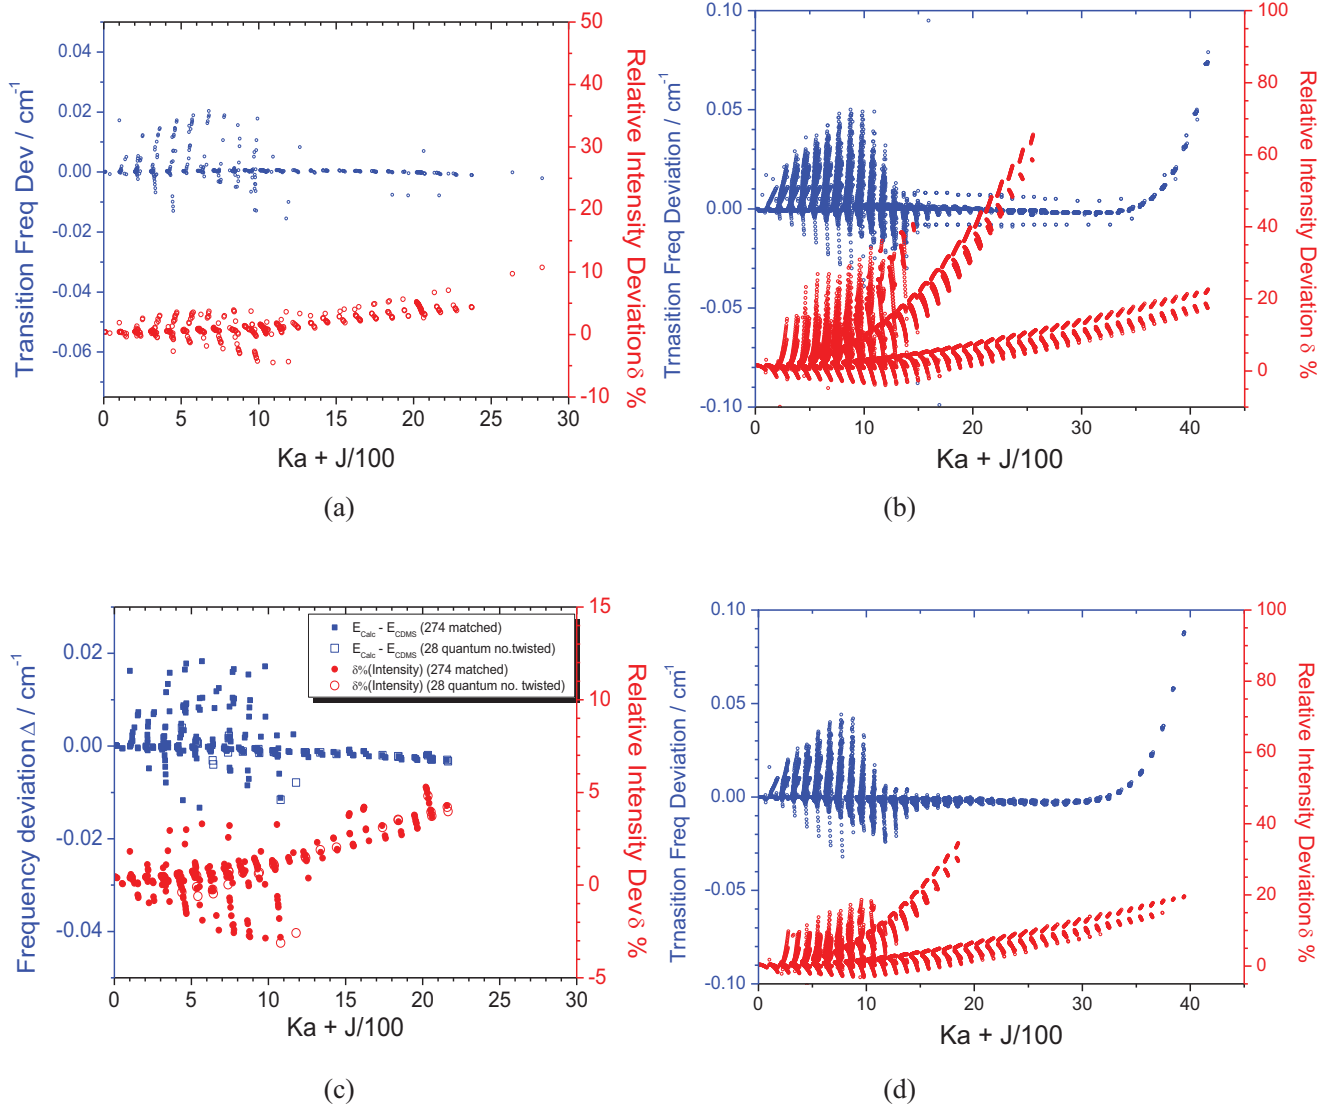 0.04
0.02
0.00
-0.02
-0.04
-0.06
Transition Freq Dev / cm-1
50
40
30
20
10
0
-10
Relative Intensity Deviation δ %
0 5 10 15 20 25 30
Ka + J/100
(a)
0.10
0.05
0.00
-0.05
-0.10
Trnasition Freq Deviation / cm-1
100
80
60
40
20
0
Relative Intensity Deviation δ %
0 10 20 30 40
Ka + J/100
(b)
0.02
0.00
-0.02
-0.04
Frequency deviation Δ / cm-1
15
10
5
0
-5
Relative Intensity Dev δ %
ECalc - ECDMS (274 matched)
ECalc - ECDMS (28 quantum no.twisted)
δ%(Intensity) (274 matched)
δ%(Intensity) (28 quantum no. twisted)
0 5 10 15 20 25 30
Ka + J/100
(c)
0.10
0.05
0.00
-0.05
-0.10
Trnasition Freq Deviation / cm-1
100
80
60
40
20
0
Relative Intensity Deviation δ %
0 10 20 30 40
Ka + J/100
(d)